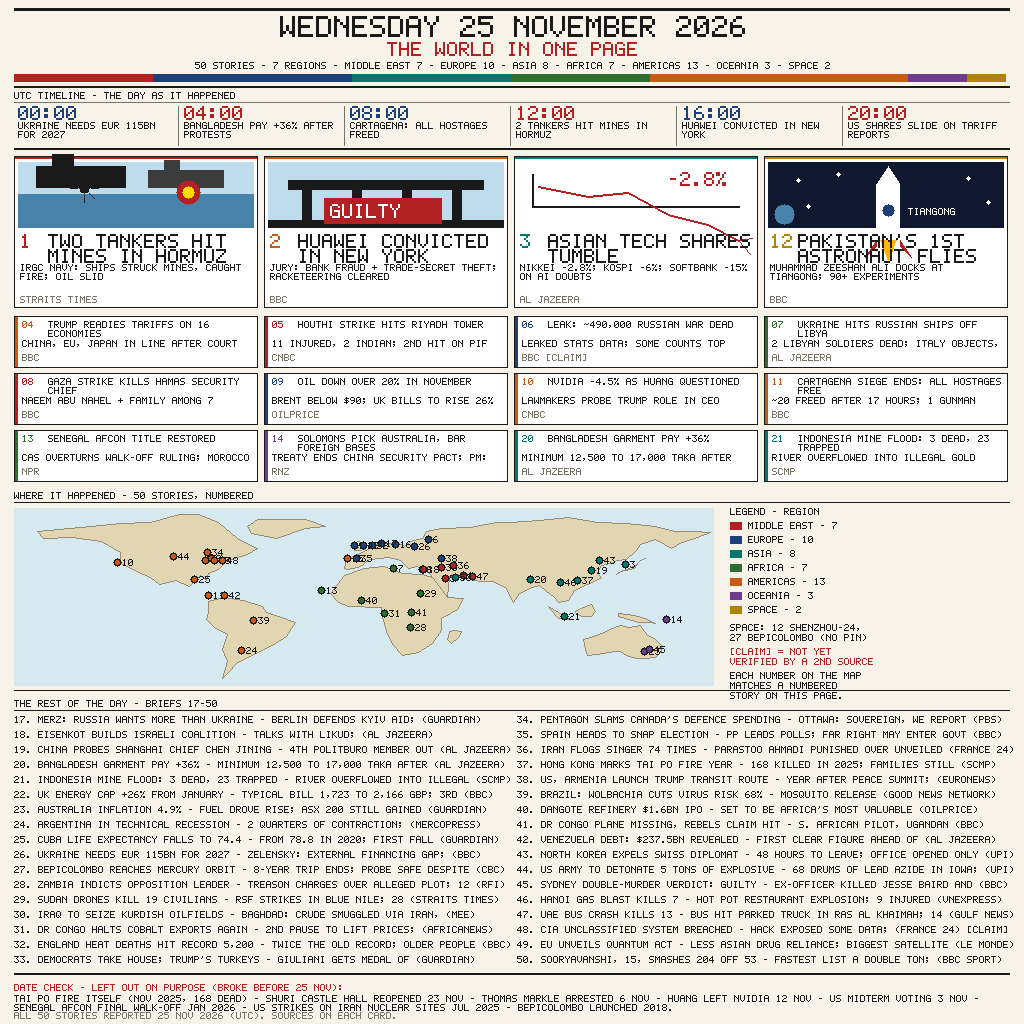 WEDNESDAY 25 NOVEMBER 2026
THE WORLD IN ONE PAGE
50 STORIES - 7 REGIONS - MIDDLE EAST 7 - EUROPE 10 - ASIA 8 - AFRICA 7 - AMERICAS 13 - OCEANIA 3 - SPACE 2
UTC TIMELINE - THE DAY AS IT HAPPENED
00:00
UKRAINE NEEDS EUR 115BN
FOR 2027
04:00
BANGLADESH PAY +36% AFTER
PROTESTS
08:00
CARTAGENA: ALL HOSTAGES
FREED
12:00
2 TANKERS HIT MINES IN
HORMUZ
16:00
HUAWEI CONVICTED IN NEW
YORK
20:00
US SHARES SLIDE ON TARIFF
REPORTS
1 TWO TANKERS HIT
MINES IN HORMUZ
IRGC NAVY: SHIPS STRUCK MINES, CAUGHT
FIRE; OIL SLID
STRAITS TIMES
GUILTY
2 HUAWEI CONVICTED
IN NEW YORK
JURY: BANK FRAUD + TRADE-SECRET THEFT;
RACKETEERING CLEARED
BBC
-2.8%
3 ASIAN TECH SHARES
TUMBLE
NIKKEI -2.8%; KOSPI -6%; SOFTBANK -15%
ON AI DOUBTS
AL JAZEERA
TIANGONG
12 PAKISTAN'S 1ST
ASTRONAUT FLIES
MUHAMMAD ZEESHAN ALI DOCKS AT
TIANGONG; 90+ EXPERIMENTS
BBC
04 TRUMP READIES TARIFFS ON 16
ECONOMIES
CHINA, EU, JAPAN IN LINE AFTER COURT
BBC
05 HOUTHI STRIKE HITS RIYADH TOWER
11 INJURED, 2 INDIAN; 2ND HIT ON PIF
CNBC
06 LEAK: ~490,000 RUSSIAN WAR DEAD
LEAKED STATS DATA; SOME COUNTS TOP
BBC [CLAIM]
07 UKRAINE HITS RUSSIAN SHIPS OFF
LIBYA
2 LIBYAN SOLDIERS DEAD; ITALY OBJECTS,
AL JAZEERA
08 GAZA STRIKE KILLS HAMAS SECURITY
CHIEF
NAEEM ABU NAHEL + FAMILY AMONG 7
BBC
09 OIL DOWN OVER 20% IN NOVEMBER
BRENT BELOW $90; UK BILLS TO RISE 26%
OILPRICE
10 NVIDIA -4.5% AS HUANG QUESTIONED
LAWMAKERS PROBE TRUMP ROLE IN CEO
CNBC
11 CARTAGENA SIEGE ENDS: ALL HOSTAGES
FREE
~20 FREED AFTER 17 HOURS; 1 GUNMAN
BBC
13 SENEGAL AFCON TITLE RESTORED
CAS OVERTURNS WALK-OFF RULING; MOROCCO
NPR
14 SOLOMONS PICK AUSTRALIA, BAR
FOREIGN BASES
TREATY ENDS CHINA SECURITY PACT; PM:
RNZ
20 BANGLADESH GARMENT PAY +36%
MINIMUM 12,500 TO 17,000 TAKA AFTER
AL JAZEERA
21 INDONESIA MINE FLOOD: 3 DEAD, 23
TRAPPED
RIVER OVERFLOWED INTO ILLEGAL GOLD
SCMP
WHERE IT HAPPENED - 50 STORIES, NUMBERED
10
44
34
48
25
42
39
24
13
40
31
41
28
29
7
16
6
26
38
36
47
35
20
46
37
19
43
3
21
14
45
LEGEND - REGION
MIDDLE EAST - 7
EUROPE - 10
ASIA - 8
AFRICA - 7
AMERICAS - 13
OCEANIA - 3
SPACE - 2
SPACE: 12 SHENZHOU-24,
27 BEPICOLOMBO (NO PIN)
[CLAIM] = NOT YET
VERIFIED BY A 2ND SOURCE
EACH NUMBER ON THE MAP
MATCHES A NUMBERED
STORY ON THIS PAGE.
THE REST OF THE DAY - BRIEFS 17-50
17. MERZ: RUSSIA WANTS MORE THAN UKRAINE - BERLIN DEFENDS KYIV AID; (GUARDIAN)
18. EISENKOT BUILDS ISRAELI COALITION - TALKS WITH LIKUD; (AL JAZEERA)
19. CHINA PROBES SHANGHAI CHIEF CHEN JINING - 4TH POLITBURO MEMBER OUT (AL JAZEERA)
20. BANGLADESH GARMENT PAY +36% - MINIMUM 12,500 TO 17,000 TAKA AFTER (AL JAZEERA)
21. INDONESIA MINE FLOOD: 3 DEAD, 23 TRAPPED - RIVER OVERFLOWED INTO ILLEGAL (SCMP)
22. UK ENERGY CAP +26% FROM JANUARY - TYPICAL BILL 1,723 TO 2,166 GBP; 3RD (BBC)
23. AUSTRALIA INFLATION 4.9% - FUEL DROVE RISE; ASX 200 STILL GAINED (GUARDIAN)
24. ARGENTINA IN TECHNICAL RECESSION - 2 QUARTERS OF CONTRACTION; (MERCOPRESS)
25. CUBA LIFE EXPECTANCY FALLS TO 74.4 - FROM 78.8 IN 2020; FIRST FALL (GUARDIAN)
26. UKRAINE NEEDS EUR 115BN FOR 2027 - ZELENSKY: EXTERNAL FINANCING GAP; (BBC)
27. BEPICOLOMBO REACHES MERCURY ORBIT - 8-YEAR TRIP ENDS; PROBE SAFE DESPITE (CBC)
28. ZAMBIA INDICTS OPPOSITION LEADER - TREASON CHARGES OVER ALLEGED PLOT; 12 (RFI)
29. SUDAN DRONES KILL 19 CIVILIANS - RSF STRIKES IN BLUE NILE; 28 (STRAITS TIMES)
30. IRAQ TO SEIZE KURDISH OILFIELDS - BAGHDAD: CRUDE SMUGGLED VIA IRAN, (MEE)
31. DR CONGO HALTS COBALT EXPORTS AGAIN - 2ND PAUSE TO LIFT PRICES; (AFRICANEWS)
32. ENGLAND HEAT DEATHS HIT RECORD 5,200 - TWICE THE OLD RECORD; OLDER PEOPLE (BBC)
33. DEMOCRATS TAKE HOUSE; TRUMP'S TURKEYS - GIULIANI GETS MEDAL OF (GUARDIAN)
34. PENTAGON SLAMS CANADA'S DEFENCE SPENDING - OTTAWA: SOVEREIGN, WE REPORT (PBS)
35. SPAIN HEADS TO SNAP ELECTION - PP LEADS POLLS; FAR RIGHT MAY ENTER GOVT (BBC)
36. IRAN FLOGS SINGER 74 TIMES - PARASTOO AHMADI PUNISHED OVER UNVEILED (FRANCE 24)
37. HONG KONG MARKS TAI PO FIRE YEAR - 168 KILLED IN 2025; FAMILIES STILL (SCMP)
38. US, ARMENIA LAUNCH TRUMP TRANSIT ROUTE - YEAR AFTER PEACE SUMMIT; (EURONEWS)
39. BRAZIL: WOLBACHIA CUTS VIRUS RISK 68% - MOSQUITO RELEASE (GOOD NEWS NETWORK)
40. DANGOTE REFINERY $1.6BN IPO - SET TO BE AFRICA'S MOST VALUABLE (OILPRICE)
41. DR CONGO PLANE MISSING, REBELS CLAIM HIT - S. AFRICAN PILOT, UGANDAN (BBC)
42. VENEZUELA DEBT: $237.5BN REVEALED - FIRST CLEAR FIGURE AHEAD OF (AL JAZEERA)
43. NORTH KOREA EXPELS SWISS DIPLOMAT - 48 HOURS TO LEAVE; OFFICE OPENED ONLY (UPI)
44. US ARMY TO DETONATE 5 TONS OF EXPLOSIVE - 68 DRUMS OF LEAD AZIDE IN IOWA; (UPI)
45. SYDNEY DOUBLE-MURDER VERDICT: GUILTY - EX-OFFICER KILLED JESSE BAIRD AND (BBC)
46. HANOI GAS BLAST KILLS 7 - HOT POT RESTAURANT EXPLOSION; 9 INJURED (VNEXPRESS)
47. UAE BUS CRASH KILLS 13 - BUS HIT PARKED TRUCK IN RAS AL KHAIMAH; 14 (GULF NEWS)
48. CIA UNCLASSIFIED SYSTEM BREACHED - HACK EXPOSED SOME DATA; (FRANCE 24) [CLAIM]
49. EU UNVEILS QUANTUM ACT - LESS ASIAN DRUG RELIANCE; BIGGEST SATELLITE (LE MONDE)
50. SOORYAVANSHI, 15, SMASHES 204 OFF 53 - FASTEST LIST A DOUBLE TON; (BBC SPORT)
DATE CHECK - LEFT OUT ON PURPOSE (BROKE BEFORE 25 NOV):
TAI PO FIRE ITSELF (NOV 2025, 168 DEAD) - SHURI CASTLE HALL REOPENED 23 NOV - THOMAS MARKLE ARRESTED 6 NOV - HUANG LEFT NVIDIA 12 NOV - US MIDTERM VOTING 3 NOV -
SENEGAL AFCON FINAL WALK-OFF JAN 2026 - US STRIKES ON IRAN NUCLEAR SITES JUL 2025 - BEPICOLOMBO LAUNCHED 2018.
ALL 50 STORIES REPORTED 25 NOV 2026 (UTC). SOURCES ON EACH CARD.